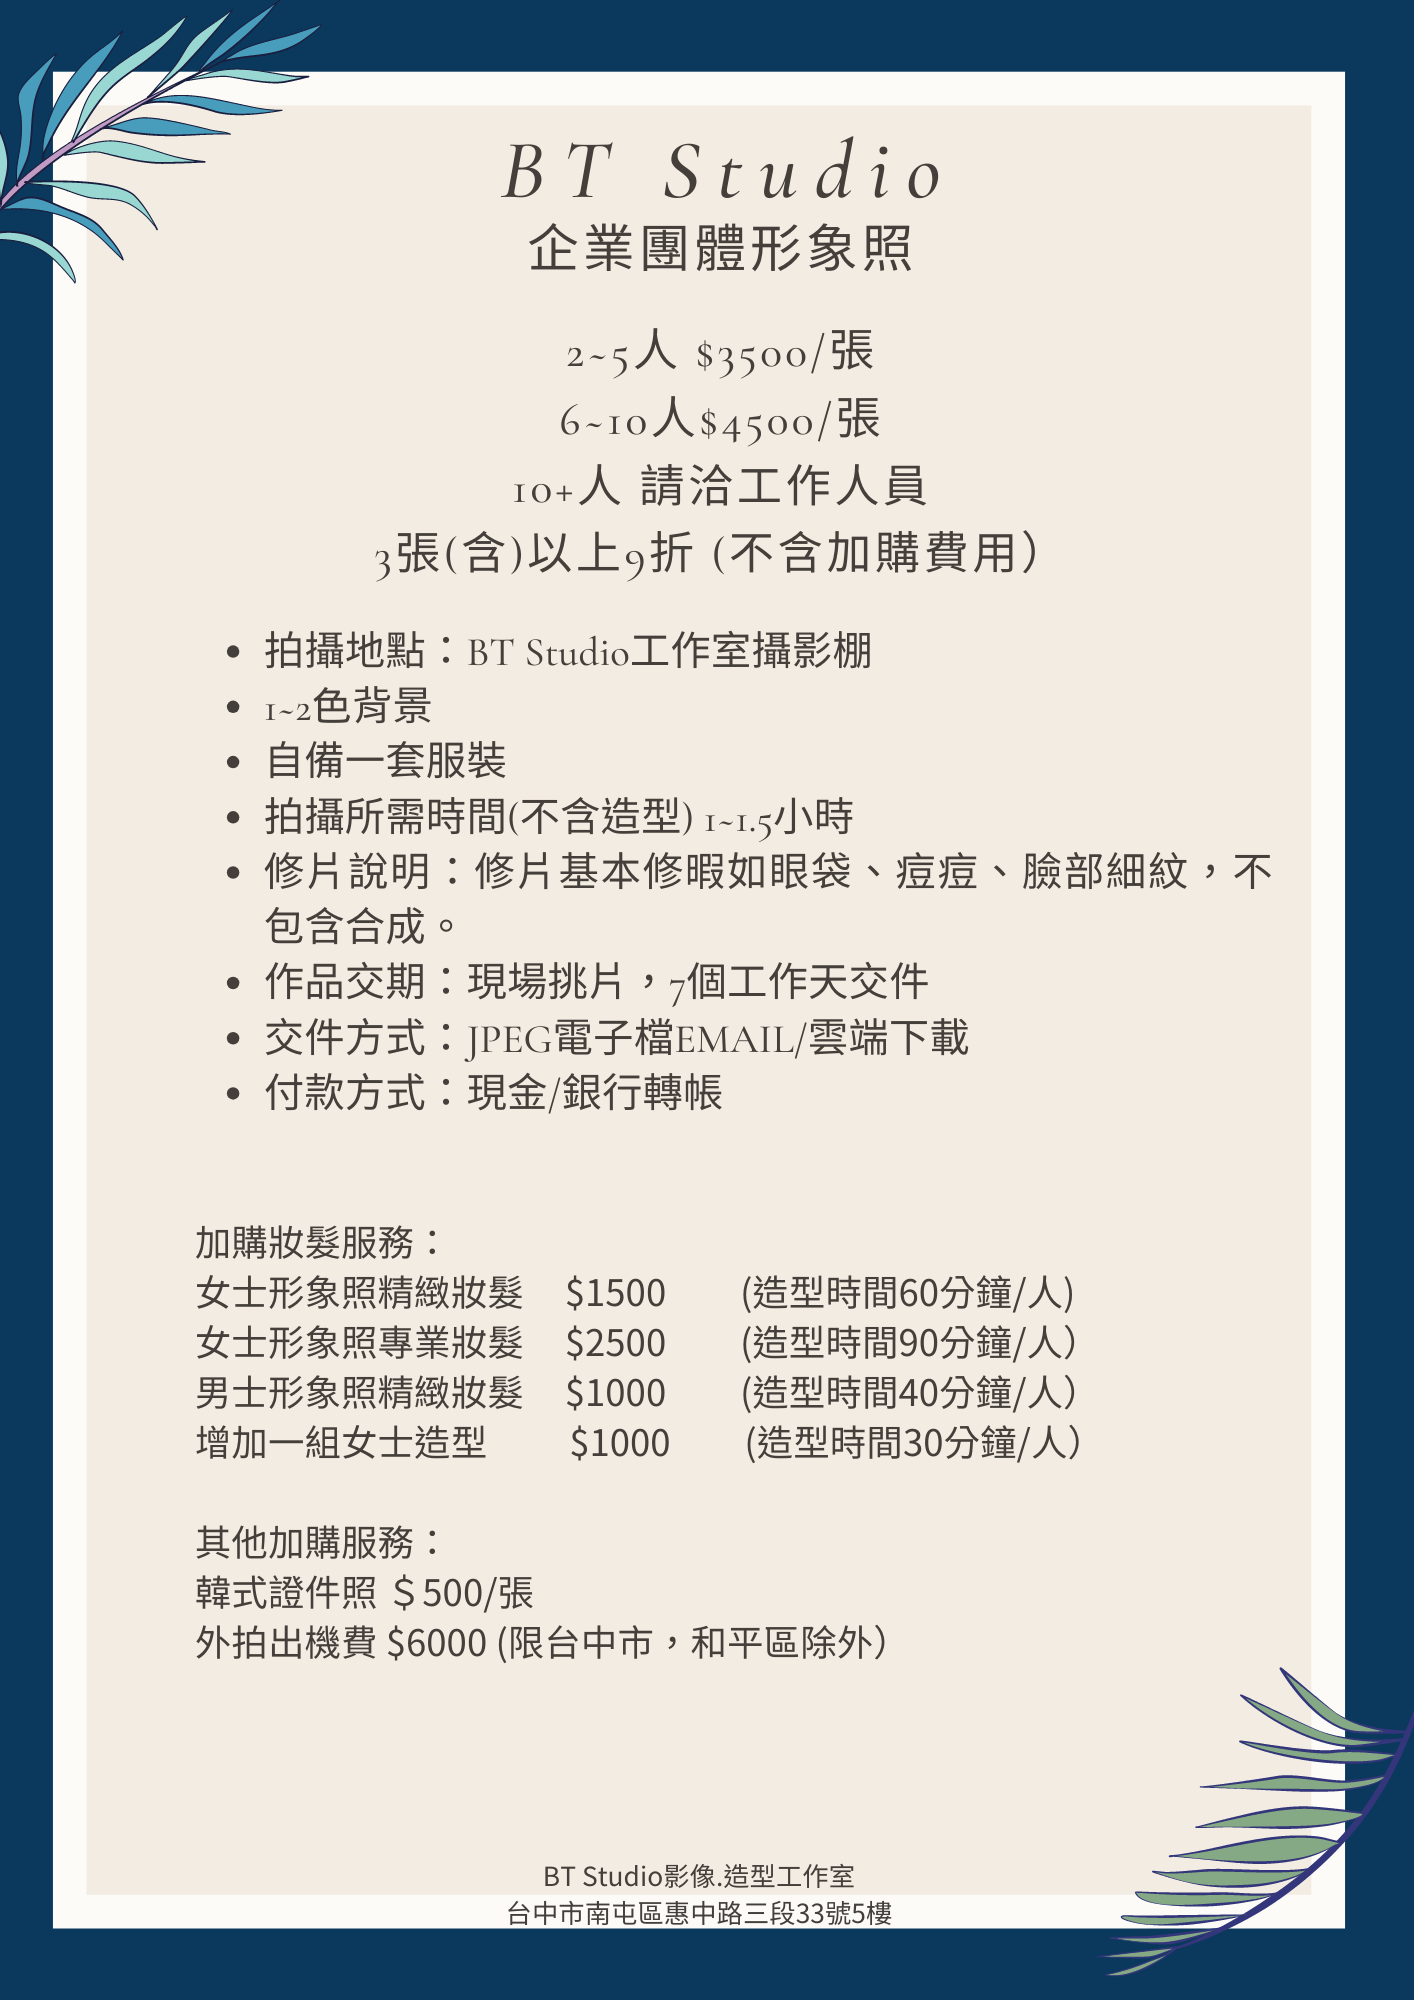 BT Studio
企業團體形象照
2~5人 $3500/張
6~10人$4500/張
10+人 請洽工作人員
3張(含)以上9折 (不含加購費用）
• 拍攝地點：BT Studio工作室攝影棚
• 1~2色背景
• 自備一套服裝
• 拍攝所需時間(不含造型) 1~1.5小時
• 修片說明：修片基本修暇如眼袋、痘痘、臉部細紋，不
包含合成。
• 作品交期：現場挑片，7個工作天交件
• 交件方式：JPEG電子檔EMAIL/雲端下載
• 付款方式：現金/銀行轉帳
加購妝髮服務：
女士形象照精緻妝髮 $1500 (造型時間60分鐘/人)
女士形象照專業妝髮 $2500 (造型時間90分鐘/人）
男士形象照精緻妝髮 $1000 (造型時間40分鐘/人）
增加一組女士造型 $1000 (造型時間30分鐘/人）
其他加購服務：
韓式證件照 ＄500/張
外拍出機費 $6000 (限台中市，和平區除外）
BT Studio影像.造型工作室
台中市南屯區惠中路三段33號5樓